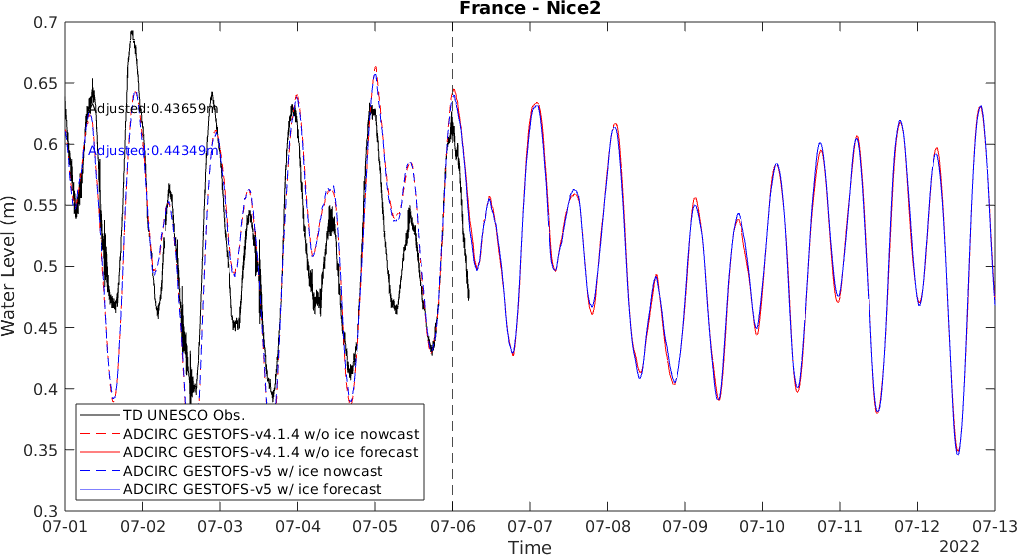 France - Nice2
0.7
0.65
0.6
0.55
0.5
0.45
0.4
0.35
0.3
Water Level (m)
Adjusted:0.43659m
Adjusted:0.44349m
TD UNESCO Obs.
ADCIRC GESTOFS-v4.1.4 w/o ice nowcast
ADCIRC GESTOFS-v4.1.4 w/o ice forecast
ADCIRC GESTOFS-v5 w/ ice nowcast
ADCIRC GESTOFS-v5 w/ ice forecast
07-01 07-02 07-03 07-04 07-05 07-06 07-07 07-08 07-09 07-10 07-11 07-12 07-13
Time
2022